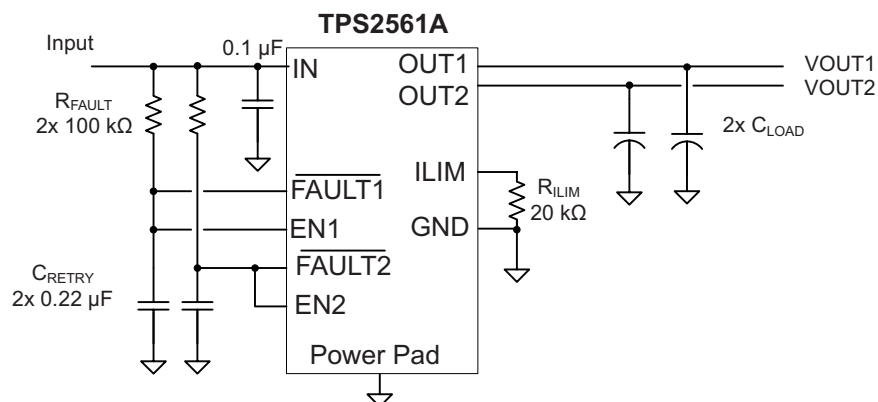 TPS2561A
Input
0.1 µF
IN
OUT1
VOUT1
OUT2
VOUT2
RFAULT
2x 100 kΩ
2x CLOAD
ILIM
RILIM
20 kΩ
FAULT1
EN1
GND
FAULT2
CRETRY
2x 0.22 µF
EN2
Power Pad